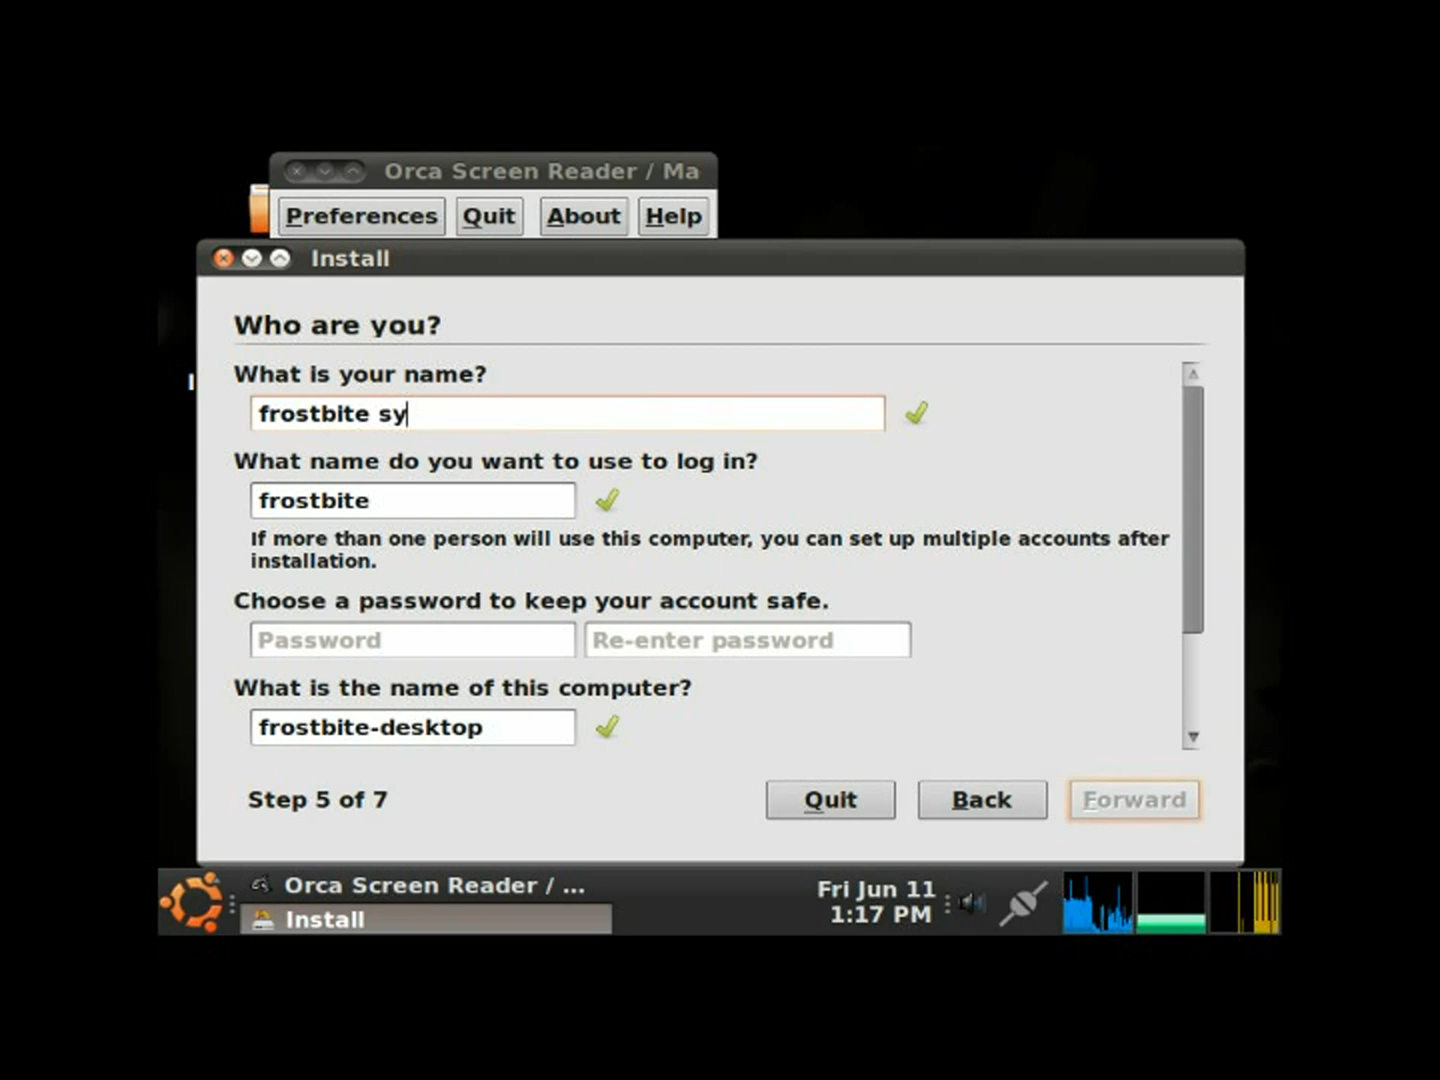 Orca Screen Reader / Ma
Preferences Quit About Help
Install
Who are you?
What is your name?
frostbite sy
What name do you want to use to log in?
frostbite
If more than one person will use this computer, you can set up multiple accounts after
installation.
Choose a password to keep your account safe.
Password Re-enter password
What is the name of this computer?
frostbite-desktop
Step 5 of 7 Quit Back Forward
Orca Screen Reader / ...
Install
Fri Jun 11
1:17 PM